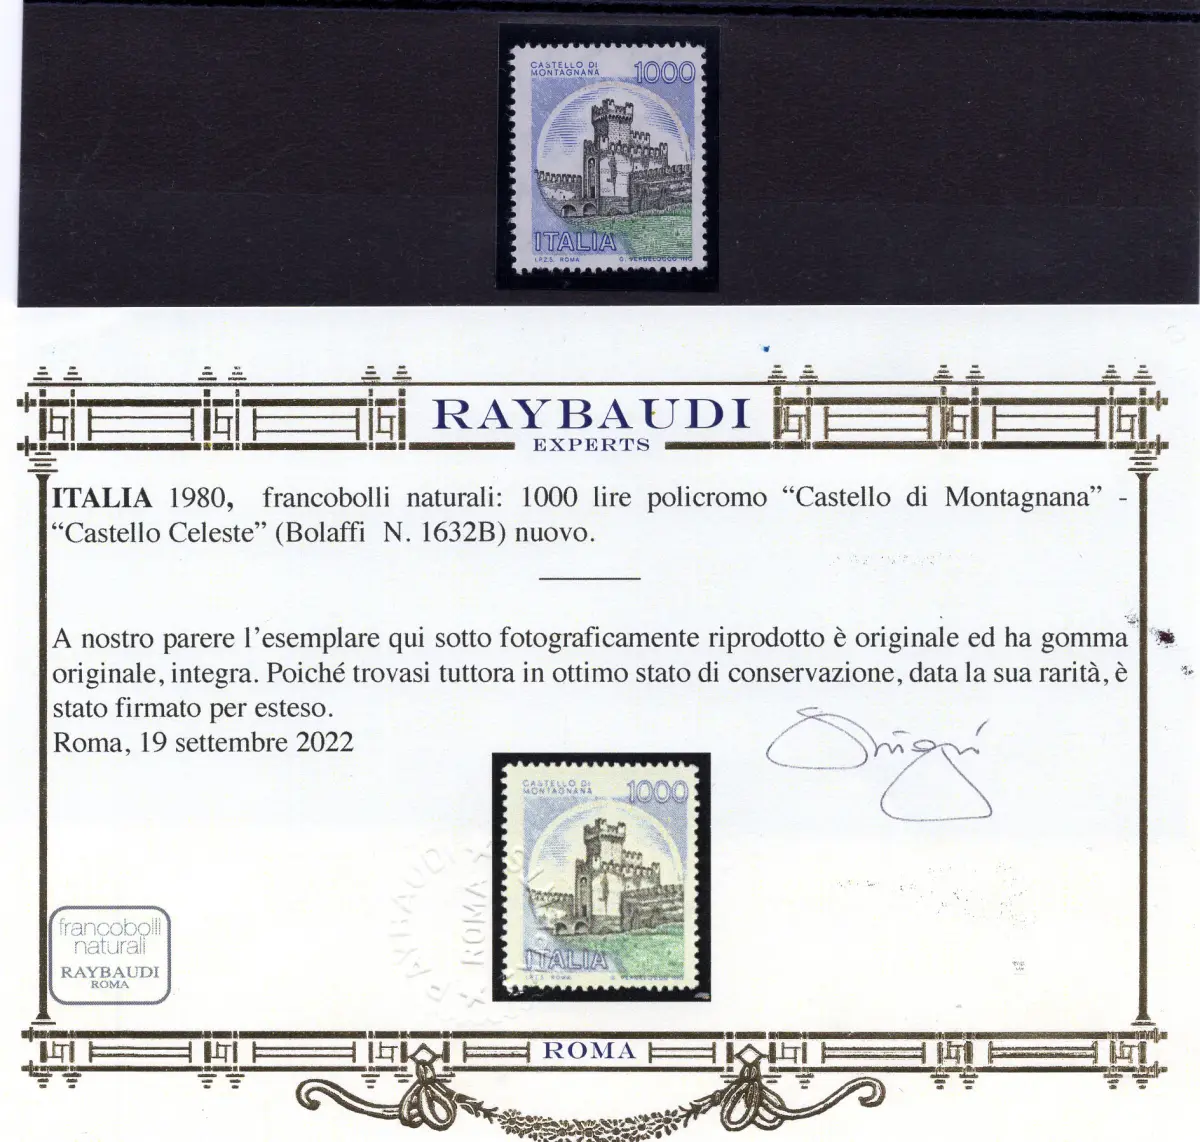 CASTELLO DI
MONTAGNANA
1000
ITALIA
I.P.Z.S. ROMA
RAYBAUDI
EXPERTS
ITALIA 1980, francobolli naturali: 1000 lire policromo “Castello di Montagnana” -
“Castello Celeste” (Bolaffi N. 1632B) nuovo.
A nostro parere l’esemplare qui sotto fotograficamente riprodotto è originale ed ha gomma
originale, integra. Poiché trovasi tuttora in ottimo stato di conservazione, data la sua rarità, è
stato firmato per esteso.
Roma, 19 settembre 2022
CASTELLO DI
MONTAGNANA
1000
ITALIA
I.P.Z.S. ROMA
RAYBAUDI
ROMA
francobolli
naturali
RAYBAUDI
ROMA
ROMA